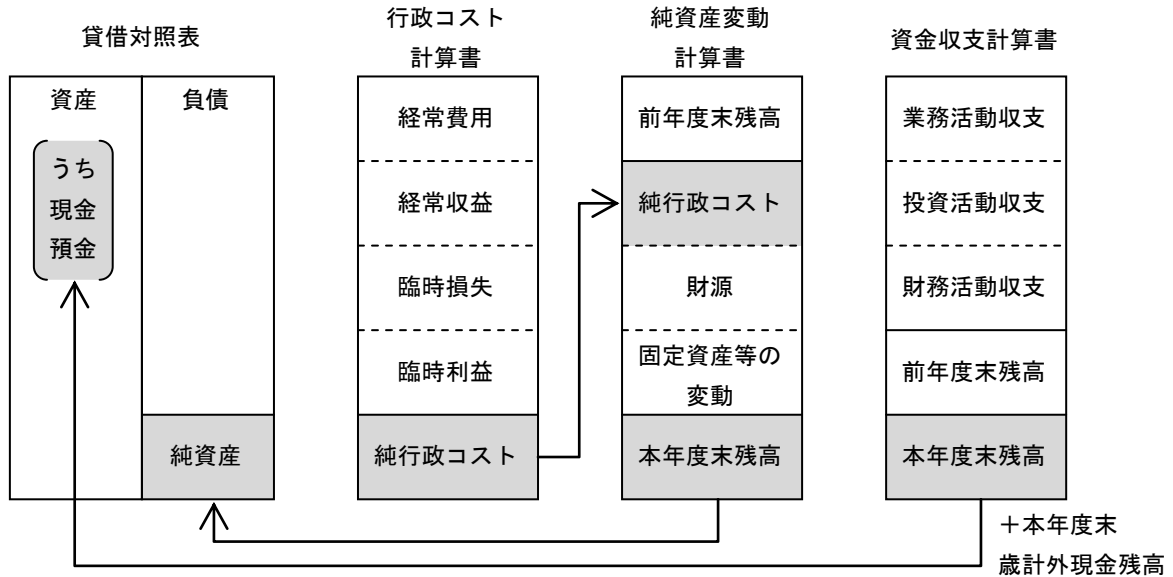 貸借対照表
資産
うち
現金
預金
負債
純資産
行政コスト
計算書
経常費用
経常収益
臨時損失
臨時利益
純行政コスト
純資産変動
計算書
前年度末残高
純行政コスト
財源
固定資産等の
変動
本年度末残高
資金収支計算書
業務活動収支
投資活動収支
財務活動収支
前年度末残高
本年度末残高
＋本年度末
歳計外現金残高